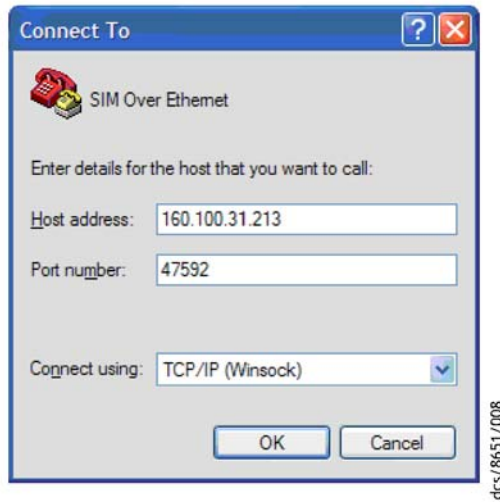 Connect To
SIM Over Ethernet
Enter details for the host that you want to call:
Host address: 160.100.31.213
Port number: 47592
Connect using: TCP/IP (Winsock)
OK Cancel
dcs/8651/008